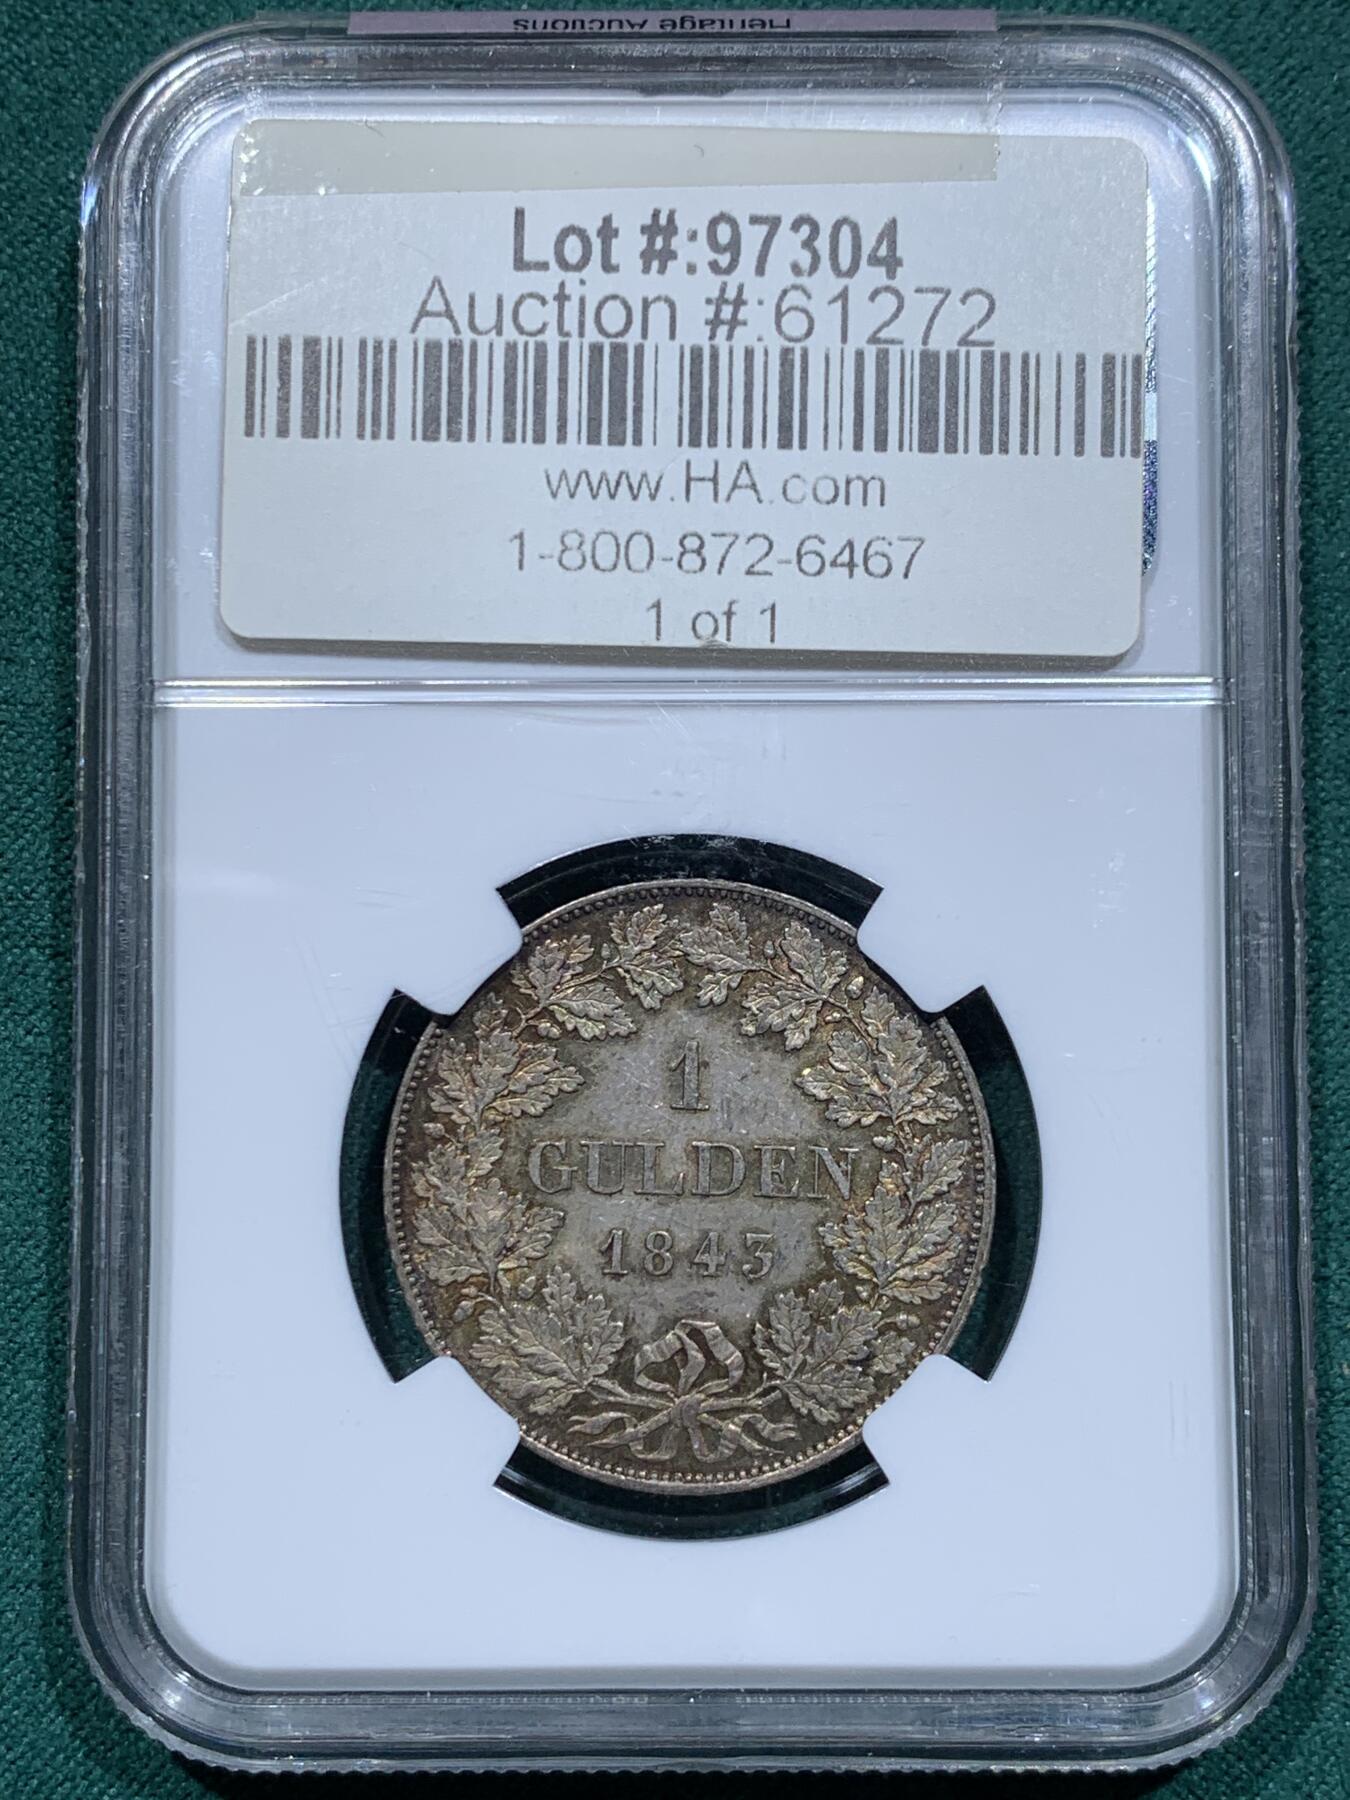 Heritage Auctions
Lot #:97304
Auction #:61272
www.HA.com
1-800-872-6467
1 of 1
1
GULDEN
1843